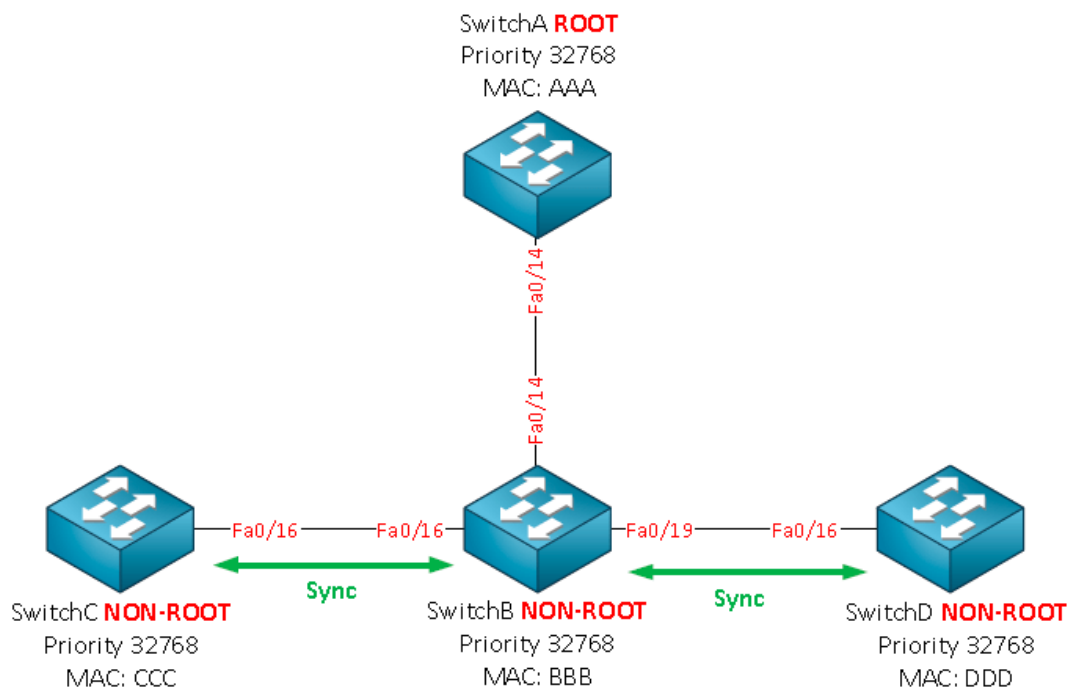 SwitchA ROOT
Priority 32768
MAC: AAA
Fa0/14
Fa0/14
Fa0/16
Fa0/16
Fa0/19
Fa0/16
Sync
Sync
SwitchC NON-ROOT
Priority 32768
MAC: CCC
SwitchB NON-ROOT
Priority 32768
MAC: BBB
SwitchD NON-ROOT
Priority 32768
MAC: DDD